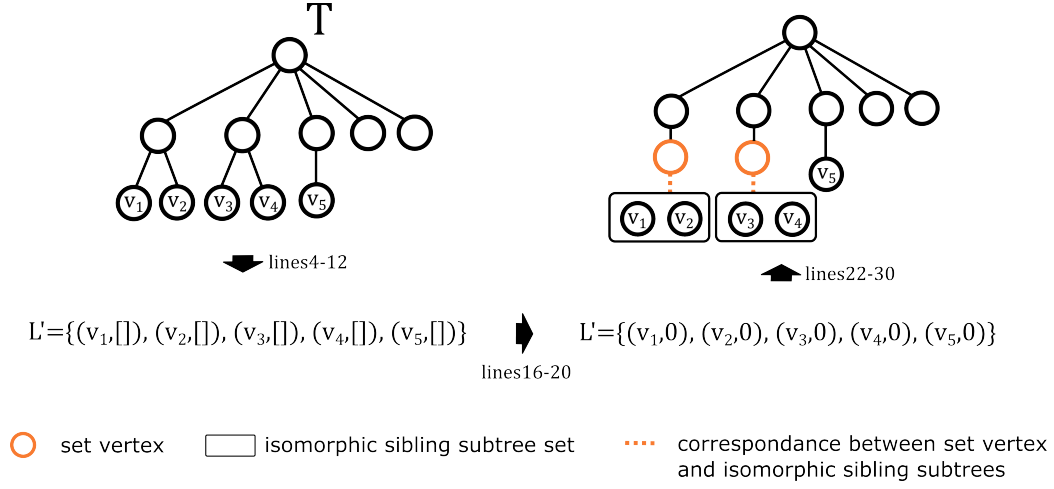 T
v₁ v₂ v₃ v₄ v₅
v₅
v₁ v₂ v₃ v₄
lines4-12
lines22-30
L'={(v₁,[]), (v₂,[]), (v₃,[]), (v₄,[]), (v₅,[])}
L'={(v₁,0), (v₂,0), (v₃,0), (v₄,0), (v₅,0)}
lines16-20
set vertex
isomorphic sibling subtree set
correspondance between set vertex
and isomorphic sibling subtrees